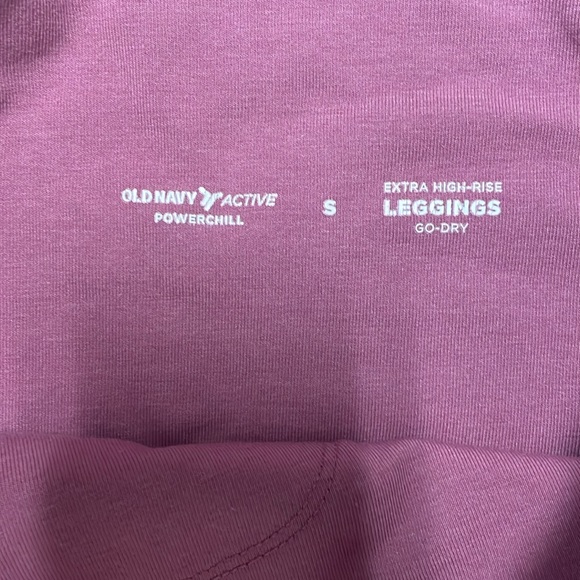 OLD NAVY ACTIVE
POWERCHILL
S
EXTRA HIGH-RISE
LEGGINGS
GO-DRY